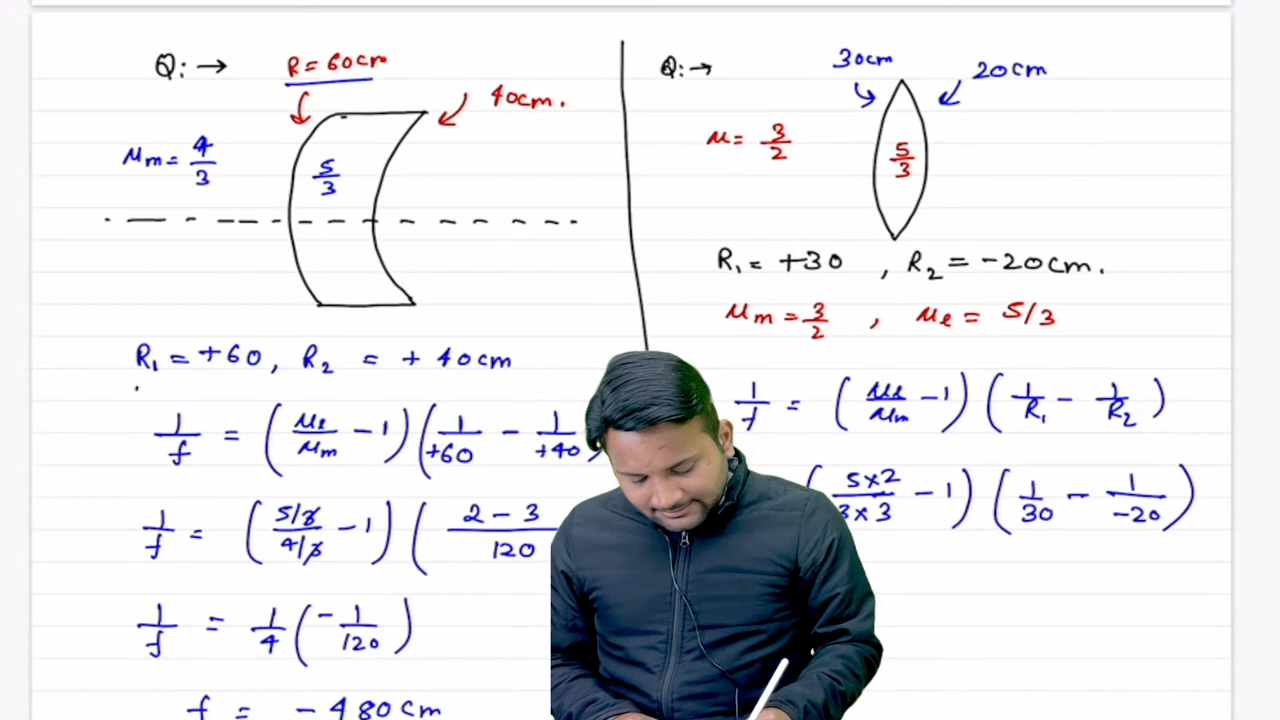 Q: → R = 60cm
40cm.
μm = 4/3
5/3
R₁ = +60, R₂ = + 40cm
1/f = (μℓ/μm - 1)(1/+60 - 1/+40)
1/f = (5/3 / 4/3 - 1)(2 - 3 / 120
1/f = 1/4 (- 1/120)
f = - 480cm
Q: → 30cm 20cm
μ = 3/2
5/3
R₁ = +30 , R₂ = -20cm.
μm = 3/2 , μℓ = 5/3
1/f = (μℓ/μm - 1)(1/R₁ - 1/R₂)
(5×2 / 3×3 - 1)(1/30 - 1/-20)